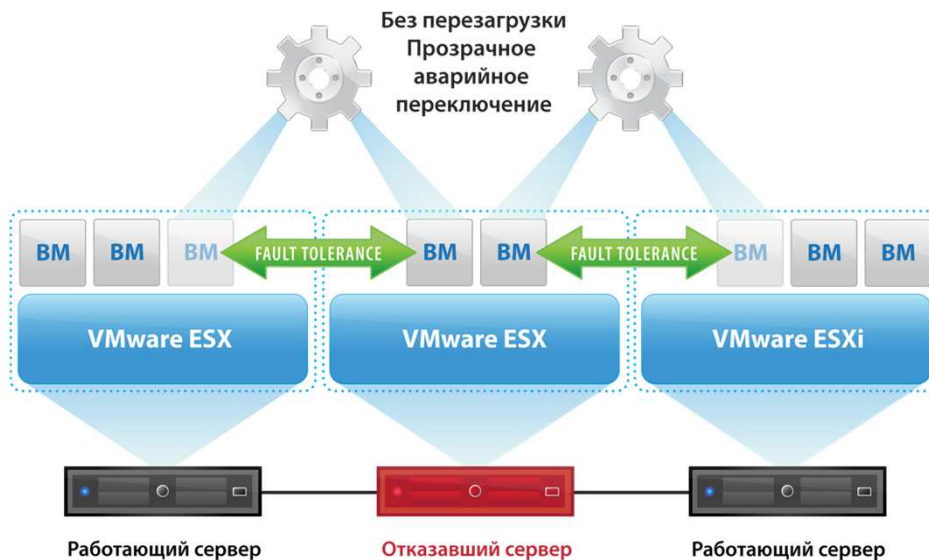 Без перезагрузки
Прозрачное
аварийное
переключение
ВМ ВМ ВМ FAULT TOLERANCE ВМ ВМ FAULT TOLERANCE ВМ ВМ ВМ
VMware ESX VMware ESX VMware ESXi
Работающий сервер Отказавший сервер Работающий сервер